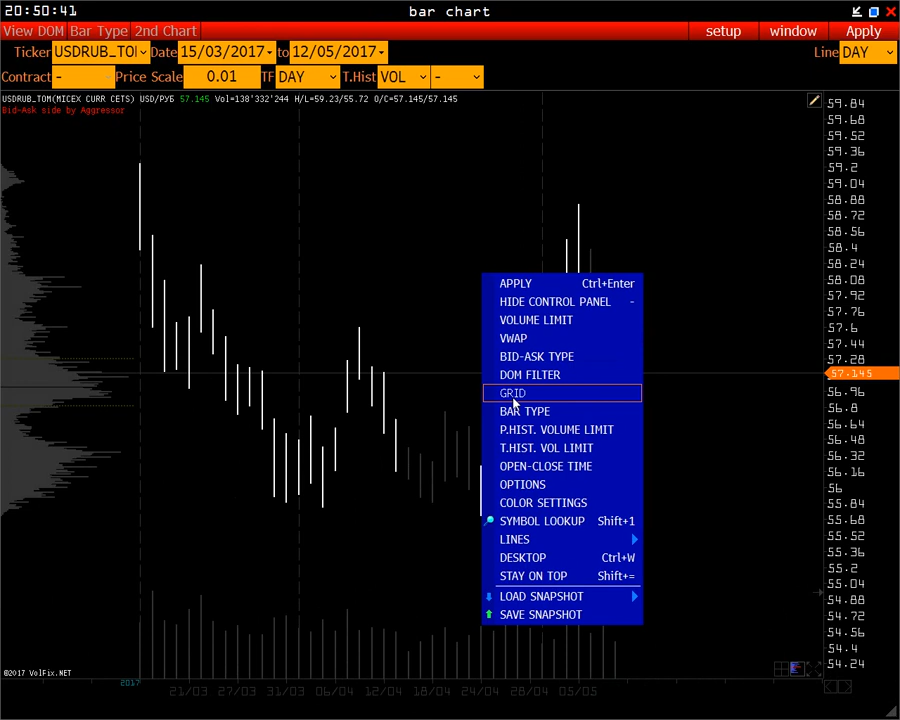 20:50:41 bar chart
View DOM Bar Type 2nd Chart setup window Apply
Ticker USDRUB_TO Date 15/03/2017 to 12/05/2017 Line DAY
Contract - Price Scale 0.01 TF DAY T.Hist VOL -
USDRUB_TOM(MICEX CURR CETS) USD/РУБ 57.145 Vol=138'332'244 H/L=59.23/55.72 O/C=57.145/57.145
Bid-Ask side by Aggressor
59.84
59.68
59.52
59.36
59.2
59.04
58.88
58.72
58.56
58.4
58.24
58.08
57.92
57.76
57.6
57.44
57.28
57.145
56.96
56.8
56.64
56.48
56.32
56.16
56
55.84
55.68
55.52
55.36
55.2
55.04
54.88
54.72
54.56
54.4
54.24
APPLY Ctrl+Enter
HIDE CONTROL PANEL -
VOLUME LIMIT
VWAP
BID-ASK TYPE
DOM FILTER
GRID
BAR TYPE
P.HIST. VOLUME LIMIT
T.HIST. VOL LIMIT
OPEN-CLOSE TIME
OPTIONS
COLOR SETTINGS
SYMBOL LOOKUP Shift+1
LINES
DESKTOP Ctrl+W
STAY ON TOP Shift+=
LOAD SNAPSHOT
SAVE SNAPSHOT
©2017 VolFix.NET
2017
21/03 27/03 31/03 06/04 12/04 18/04 24/04 28/04 05/05